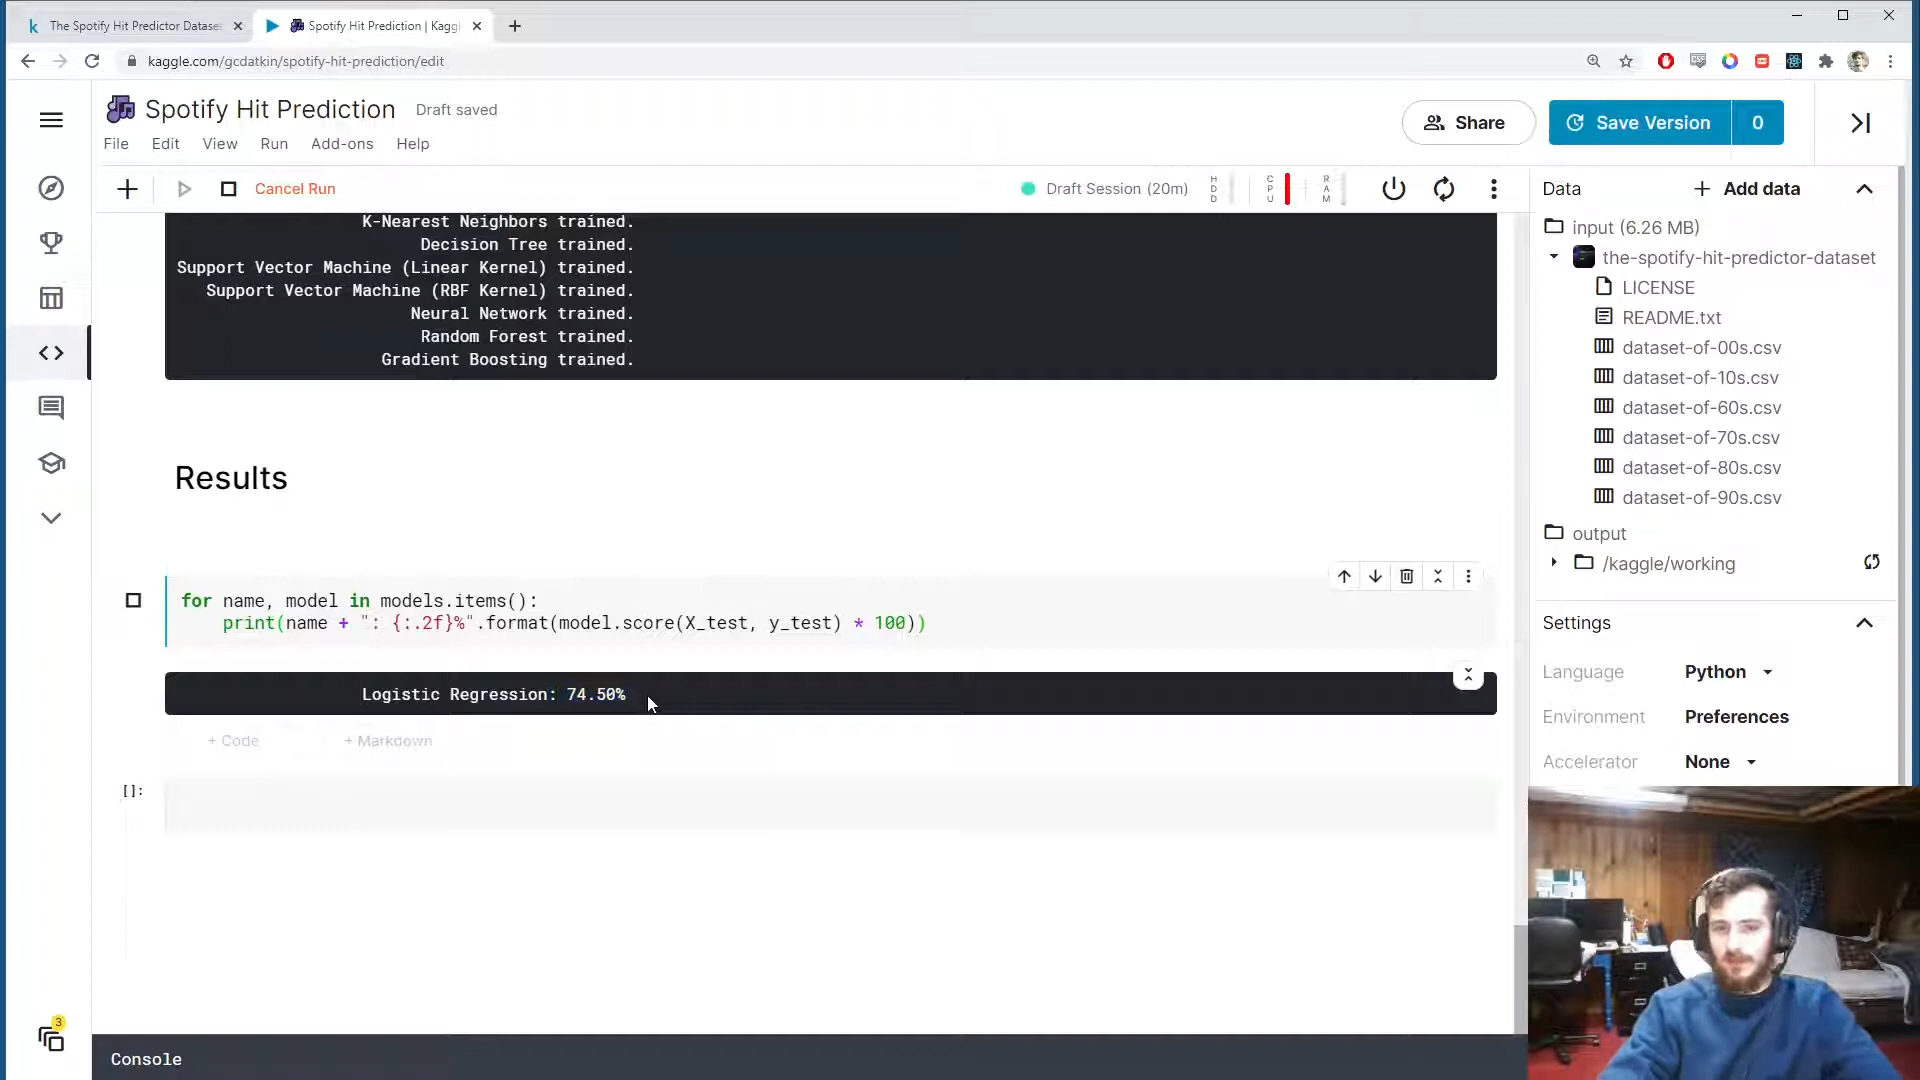 The Spotify Hit Predictor Dataset
Spotify Hit Prediction | Kaggl
kaggle.com/gcdatkin/spotify-hit-prediction/edit
Spotify Hit Prediction
Draft saved
Share
Save Version
0
File
Edit
View
Run
Add-ons
Help
Cancel Run
Draft Session (20m)
HDD
CPU
RAM
K-Nearest Neighbors trained.
Decision Tree trained.
Support Vector Machine (Linear Kernel) trained.
Support Vector Machine (RBF Kernel) trained.
Neural Network trained.
Random Forest trained.
Gradient Boosting trained.
Results
for name, model in models.items():
    print(name + ": {:.2f}%".format(model.score(X_test, y_test) * 100))
Logistic Regression: 74.50%
+ Code
+ Markdown
[]:
Console
3
Data
Add data
input (6.26 MB)
the-spotify-hit-predictor-dataset
LICENSE
README.txt
dataset-of-00s.csv
dataset-of-10s.csv
dataset-of-60s.csv
dataset-of-70s.csv
dataset-of-80s.csv
dataset-of-90s.csv
output
/kaggle/working
Settings
Language
Python
Environment
Preferences
Accelerator
None